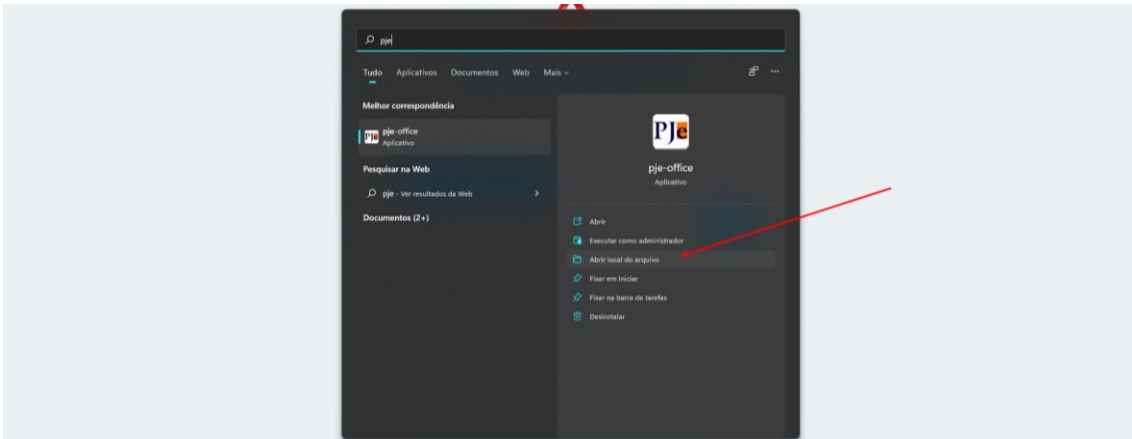 pje
Tudo Aplicativos Documentos Web Mais
Melhor correspondência
PJe pje-office
Aplicativo
Pesquisar na Web
pje - Ver resultados da Web
Documentos (2+)
PJe
pje-office
Aplicativo
Abrir
Executar como administrador
Abrir local do arquivo
Fixar em Iniciar
Fixar na barra de tarefas
Desinstalar